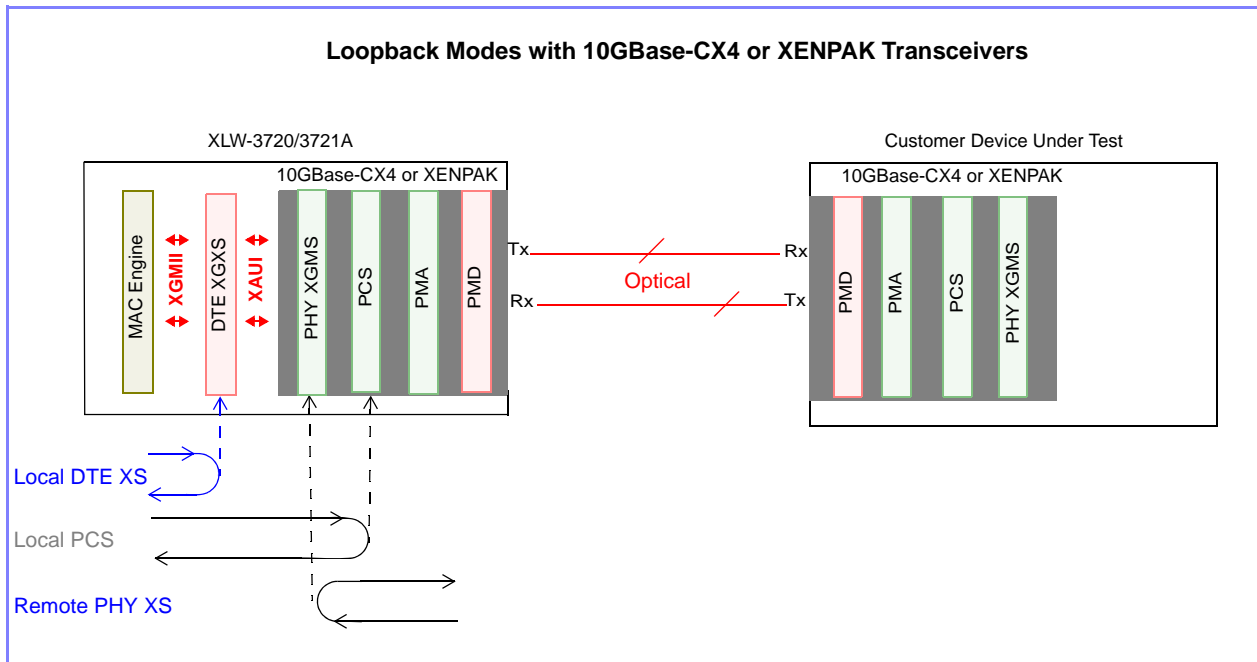 Loopback Modes with 10GBase-CX4 or XENPAK Transceivers
XLW-3720/3721A
Customer Device Under Test
10GBase-CX4 or XENPAK
10GBase-CX4 or XENPAK
MAC Engine
XGMII
DTE XGXS
XAUI
PHY XGMS
PCS
PMA
PMD
Tx
Rx
Optical
Rx
Tx
PMD
PMA
PCS
PHY XGMS
Local DTE XS
Local PCS
Remote PHY XS